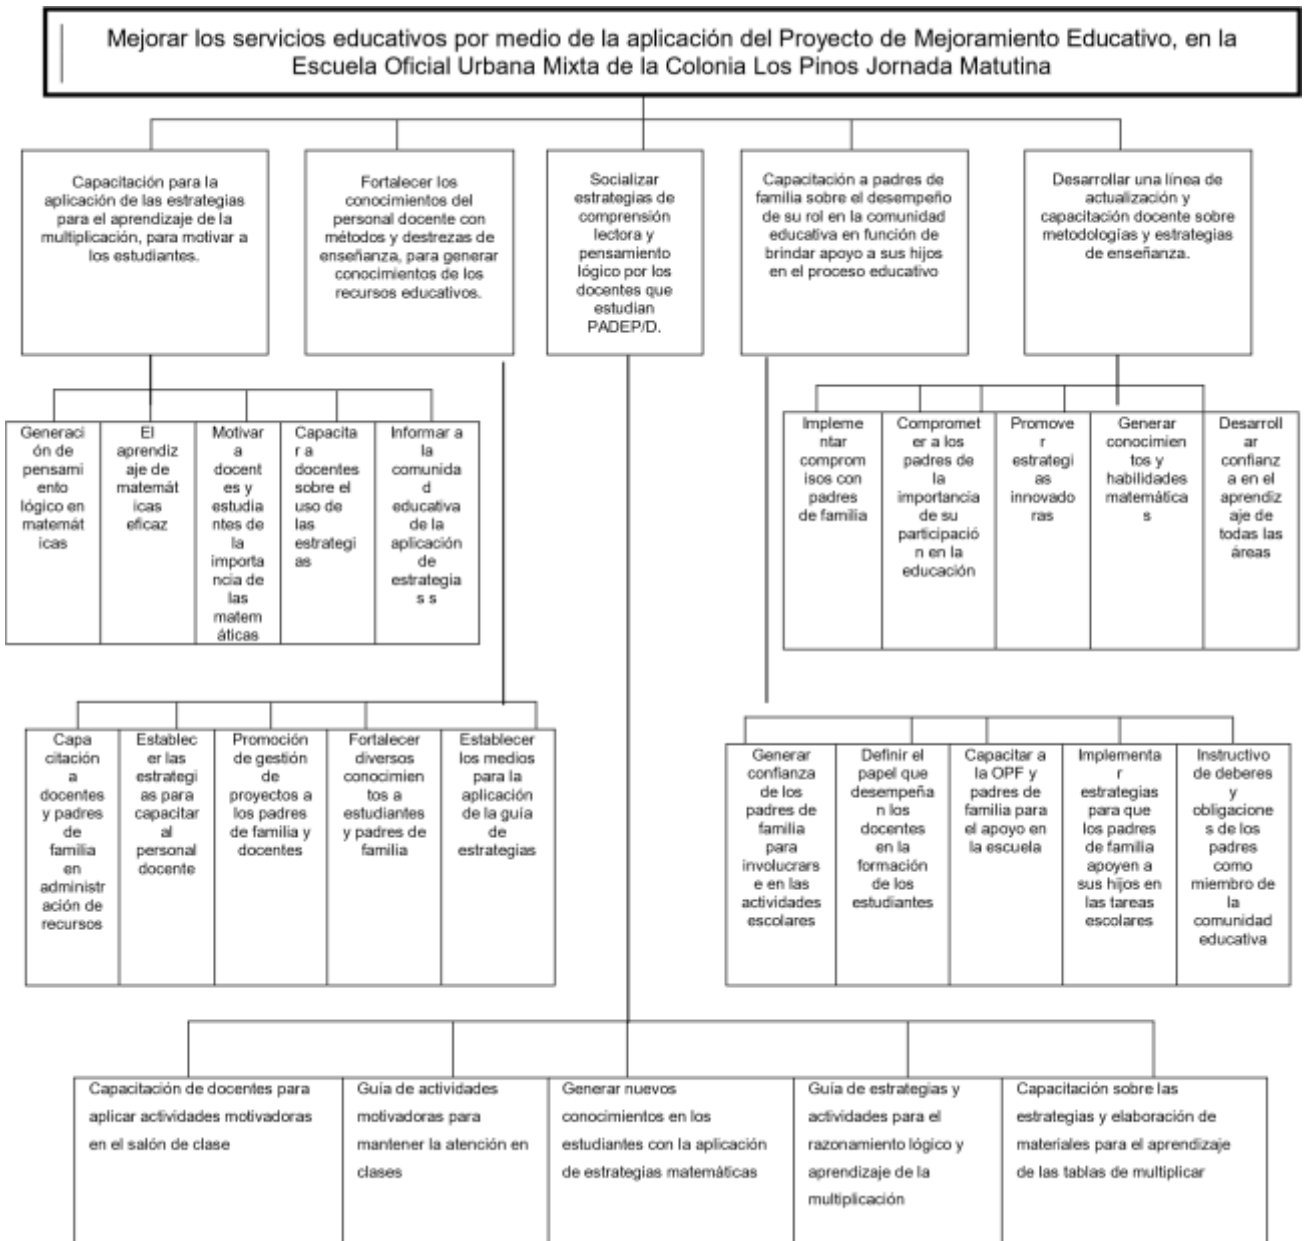 Mejorar los servicios educativos por medio de la aplicación del Proyecto de Mejoramiento Educativo, en la
Escuela Oficial Urbana Mixta de la Colonia Los Pinos Jornada Matutina
Capacitación para la
aplicación de las estrategias
para el aprendizaje de la
multiplicación, para motivar a
los estudiantes.
Fortalecer los
conocimientos del
personal docente con
métodos y destrezas de
enseñanza, para generar
conocimientos de los
recursos educativos.
Socializar
estrategias de
comprensión
lectora y
pensamiento
lógico por los
docentes que
estudian
PADEP/D.
Capacitación a padres de
familia sobre el desempeño
de su rol en la comunidad
educativa en función de
brindar apoyo a sus hijos
en el proceso educativo
Desarrollar una línea de
actualización y
capacitación docente sobre
metodologías y estrategias
de enseñanza.
Generaci
ón de
pensami
ento
lógico en
matemát
icas
El
aprendiz
aje de
matemát
icas
eficaz
Motivar
a
docent
es y
estudia
ntes de
la
importa
ncia de
las
matem
áticas
Capacita
r a
docentes
sobre el
uso de
las
estrategi
as
Informar a
la
comunida
d
educativa
de la
aplicación
de
estrategia
s s
Impleme
ntar
comprom
isos con
padres
de familia
Compromet
er a los
padres de
la
importancia
de su
participació
n en la
educación
Promove
r
estrategi
as
innovado
ras
Generar
conocimien
tos y
habilidades
matemática
s
Desarroll
ar
confianz
a en el
aprendiz
aje de
todas las
áreas
Capa
citación
a
docentes
y padres
de
familia
en
administr
ación de
recursos
Establec
er las
estrategi
as para
capacitar
al
personal
docente
Promoción
de gestión
de
proyectos a
los padres
de familia y
docentes
Fortalecer
diversos
conocimien
tos a
estudiantes
y padres de
familia
Establecer
los medios
para la
aplicación
de la guía
de
estrategias
Generar
confianza
de los
padres de
familia
para
involucrars
e en las
actividades
escolares
Definir el
papel que
desempeña
n los
docentes
en la
formación
de los
estudiantes
Capacitar a
la OPF y
padres de
familia para
el apoyo en
la escuela
Implementa
r
estrategias
para que
los padres
de familia
apoyen a
sus hijos en
las tareas
escolares
Instructivo
de deberes
y
obligacione
s de los
padres
como
miembro de
la
comunidad
educativa
Capacitación de docentes para
aplicar actividades motivadoras
en el salón de clase
Guía de actividades
motivadoras para
mantener la atención en
clases
Generar nuevos
conocimientos en los
estudiantes con la aplicación
de estrategias matemáticas
Guía de estrategias y
actividades para el
razonamiento lógico y
aprendizaje de la
multiplicación
Capacitación sobre las
estrategias y elaboración de
materiales para el aprendizaje
de las tablas de multiplicar